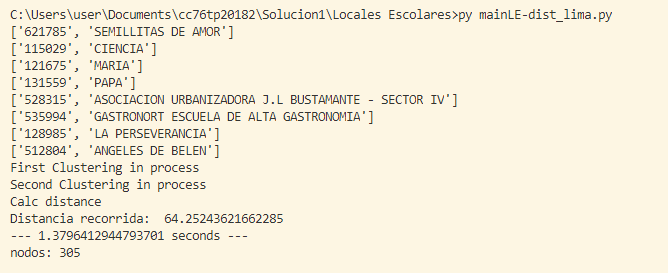 C:\Users\user\Documents\cc76tp20182\Solucion1\Locales Escolares>py mainLE-dist_lima.py
['621785', 'SEMILLITAS DE AMOR']
['115029', 'CIENCIA']
['121675', 'MARIA']
['131559', 'PAPA']
['528315', 'ASOCIACION URBANIZADORA J.L BUSTAMANTE - SECTOR IV']
['535994', 'GASTRONORT ESCUELA DE ALTA GASTRONOMIA']
['128985', 'LA PERSEVERANCIA']
['512804', 'ANGELES DE BELEN']
First Clustering in process
Second Clustering in process
Calc distance
Distancia recorrida:  64.25243621662285
--- 1.3796412944793701 seconds ---
nodos: 305